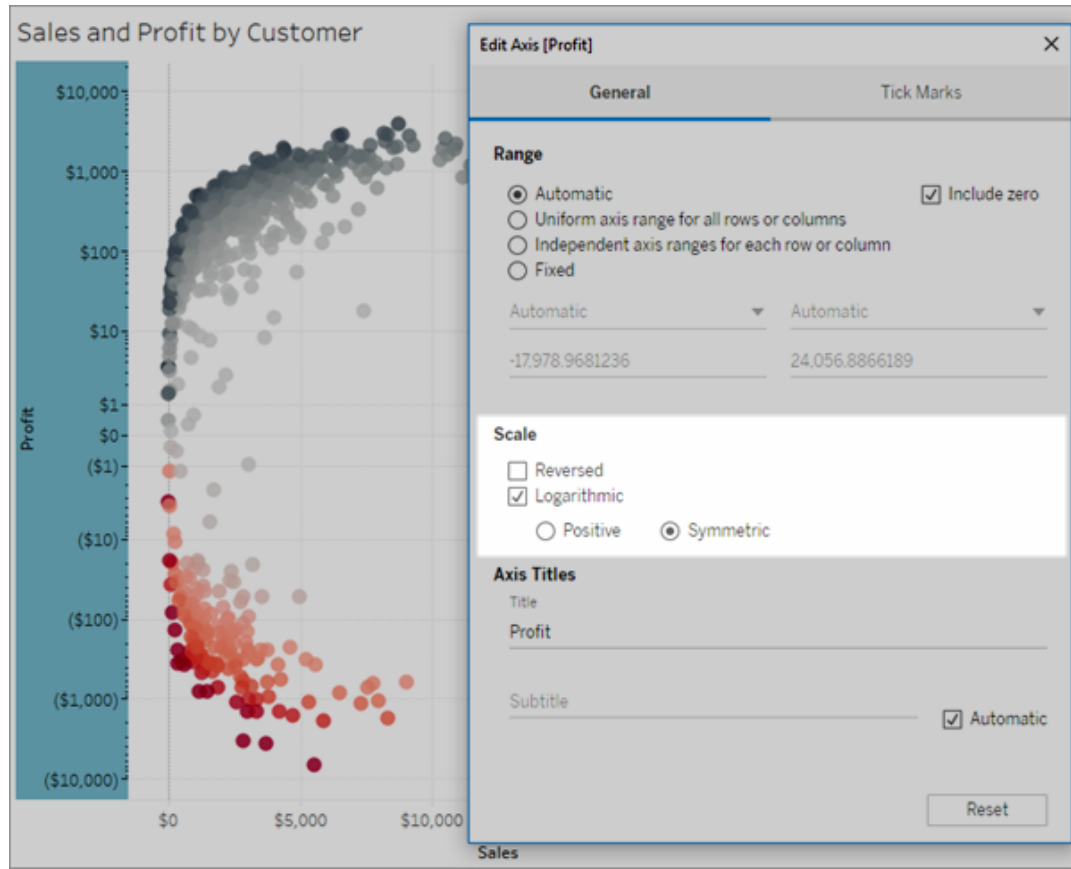 Sales and Profit by Customer
$10,000
$1,000
$100
$10
$1
$0
($1)
($10)
($100)
($1,000)
($10,000)
Profit
$0
$5,000
$10,000
Sales
Edit Axis [Profit]
General
Tick Marks
Range
Automatic
Include zero
Uniform axis range for all rows or columns
Independent axis ranges for each row or column
Fixed
Automatic
Automatic
-17,978.9681236
24,056.8866189
Scale
Reversed
Logarithmic
Positive
Symmetric
Axis Titles
Title
Profit
Subtitle
Automatic
Reset